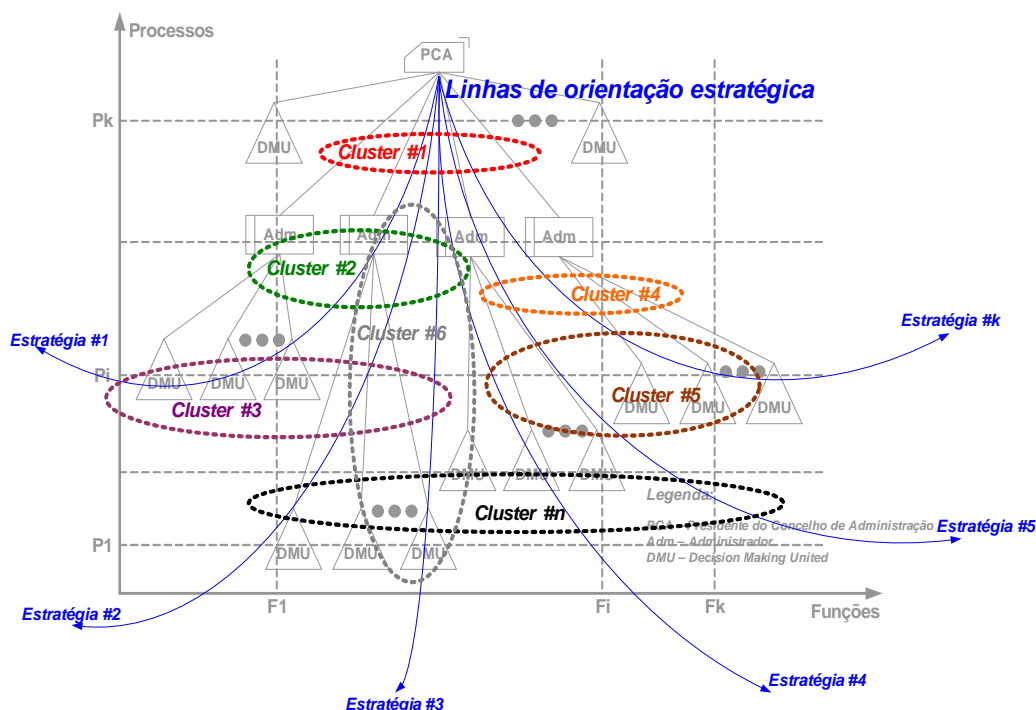 Processos
PCA
Linhas de orientação estratégica
Pk
DMU
DMU
Cluster #1
Adm
Adm
Adm
Adm
Cluster #2
Cluster #4
Estratégia #1
Cluster #6
Estratégia #k
Pi
DMU
DMU
DMU
Cluster #3
Cluster #5
DMU
DMU
DMU
DMU
DMU
DMU
Legenda:
Cluster #n
PCA – Presidente do Concelho de Administração
Adm – Administrador
DMU – Decision Making United
Estratégia #5
P1
DMU
DMU
DMU
Estratégia #2
F1
Fi
Fk
Funções
Estratégia #3
Estratégia #4